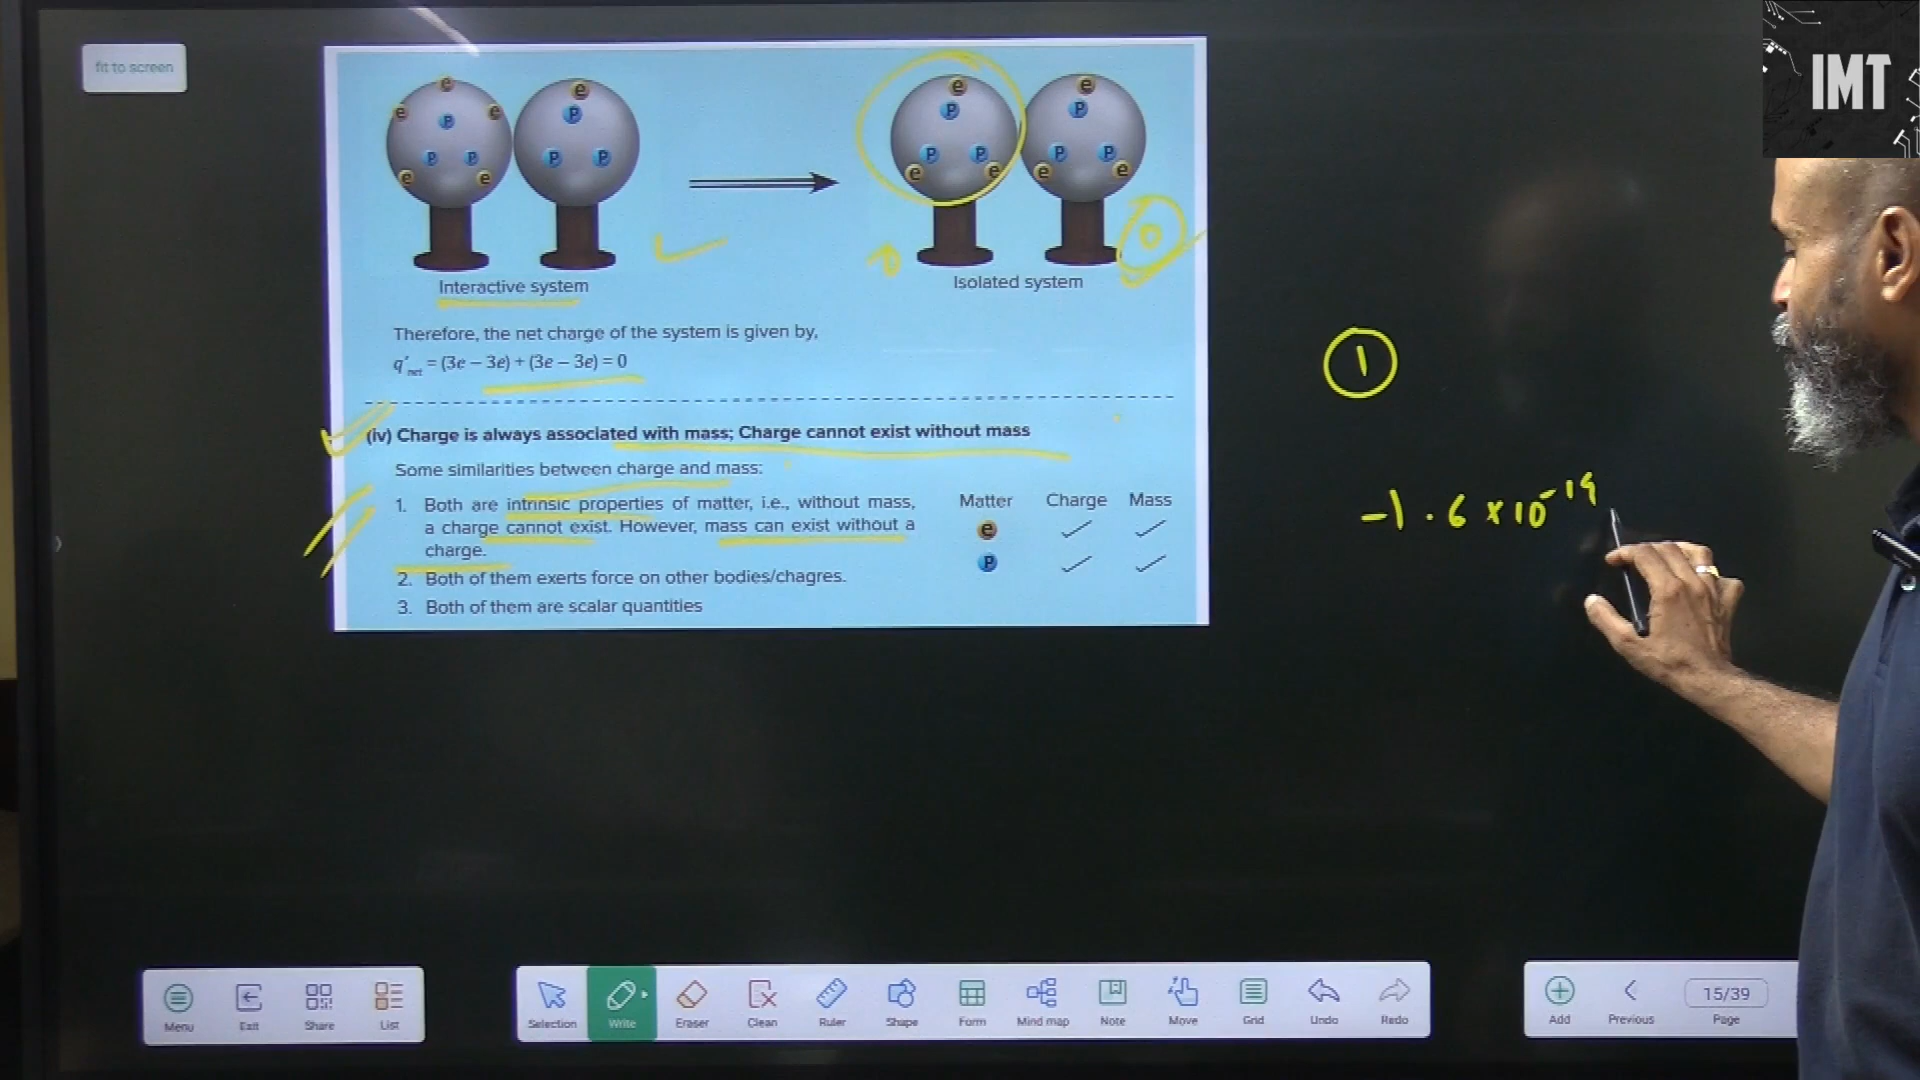 fit to screen
IMT
e e e e e P P P
e P P P
e P P P e e
e P P P e e
0
0
Interactive system
Isolated system
Therefore, the net charge of the system is given by,
q′net = (3e – 3e) + (3e – 3e) = 0
1
(iv) Charge is always associated with mass; Charge cannot exist without mass
Some similarities between charge and mass:
1. Both are intrinsic properties of matter, i.e., without mass,
a charge cannot exist. However, mass can exist without a
charge.
2. Both of them exerts force on other bodies/chagres.
3. Both of them are scalar quantities
Matter Charge Mass
e ✓ ✓
P ✓ ✓
-1.6 × 10^-19
Menu Exit Share List
Selection Write Eraser Clean Ruler Shape Form Mind map Note Move Grid Undo Redo
15/39
Add Previous Page